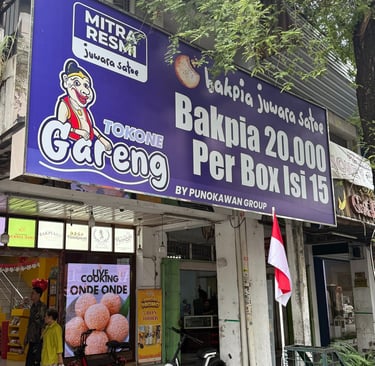 MITRA
RESMI
juwara satoe
bakpia juwara satoe
Bakpia 20.000
Per Box Isi 15
TOKONE
Gareng
BY PUNOKAWAN GROUP
LIVE
COOKING
ONDE ONDE